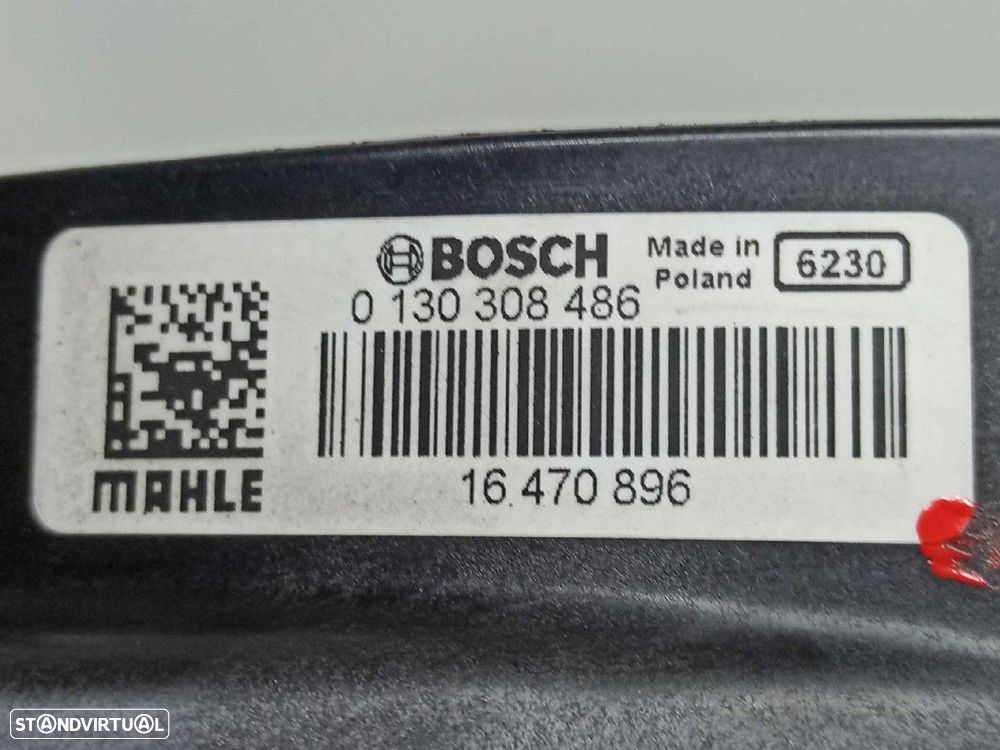 BOSCH
Made in
Poland
6230
0 130 308 486
MAHLE
16 470 896
STANDVIRTUAL